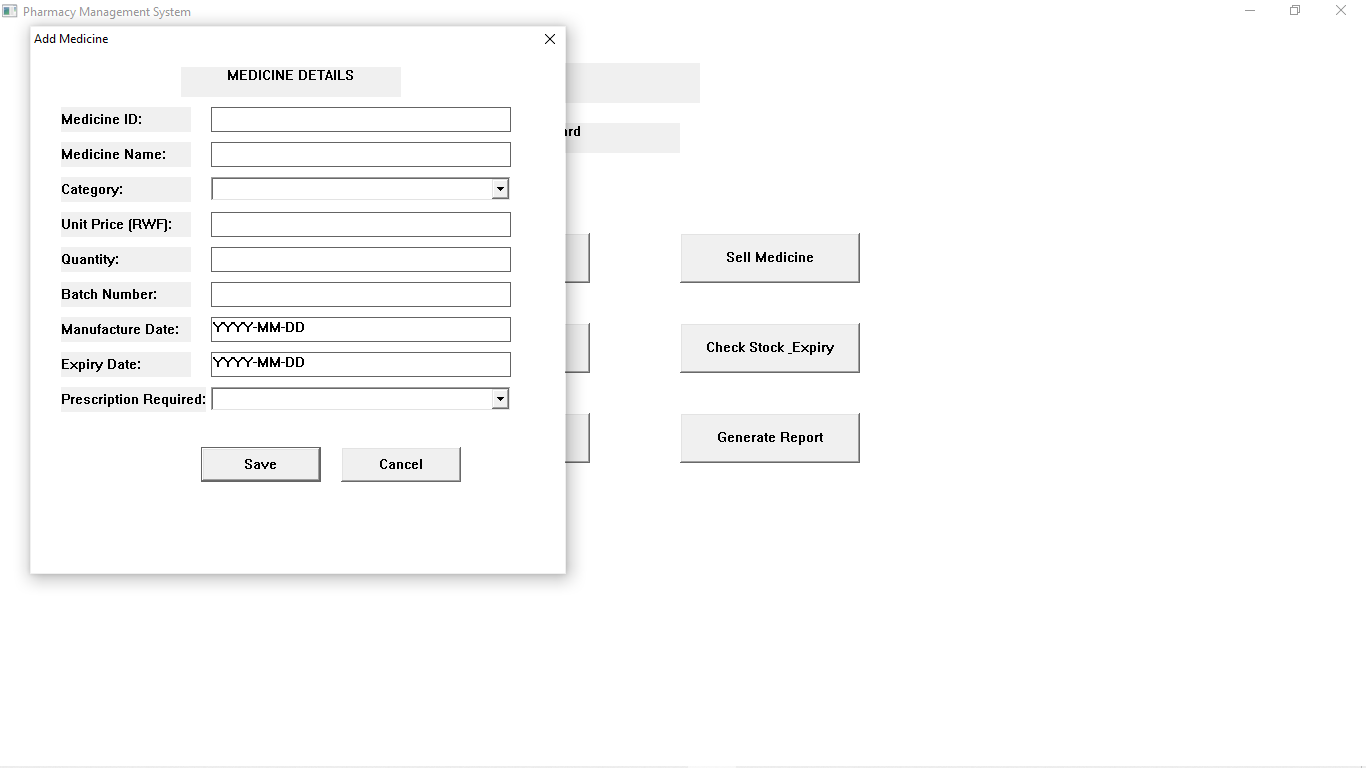 Pharmacy Management System
Add Medicine
MEDICINE DETAILS
Medicine ID:
Medicine Name:
Category:
Unit Price (RWF):
Quantity:
Batch Number:
Manufacture Date: YYYY-MM-DD
Expiry Date: YYYY-MM-DD
Prescription Required:
Save Cancel
Sell Medicine
Check Stock _Expiry
Generate Report